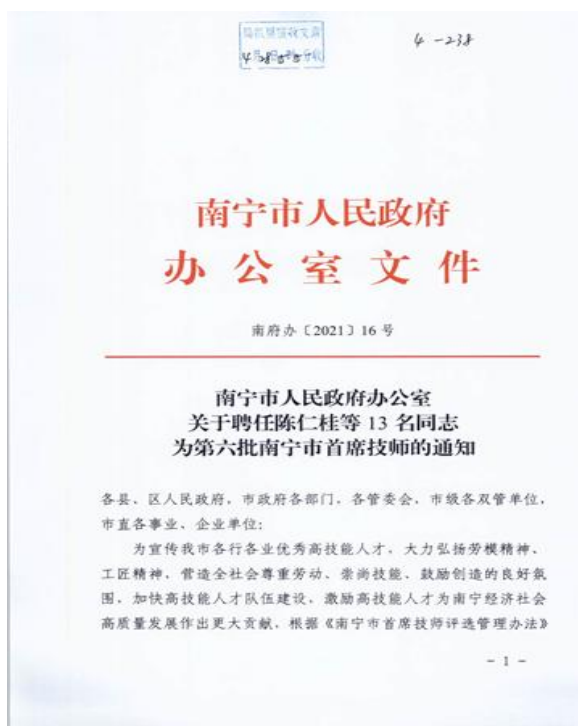 4-238
南宁市人民政府
办公室文件
南府办〔2021〕16号
南宁市人民政府办公室
关于聘任陈仁桂等13名同志
为第六批南宁市首席技师的通知
各县、区人民政府，市政府各部门，各管委会，市级各双管单位，
市直各事业、企业单位：
为宣传我市各行各业优秀高技能人才，大力弘扬劳模精神、
工匠精神，营造全社会尊重劳动、崇尚技能、鼓励创造的良好氛
围，加快高技能人才队伍建设，激励高技能人才为南宁经济社会
高质量发展作出更大贡献，根据《南宁市首席技师评选管理办法》
- 1 -